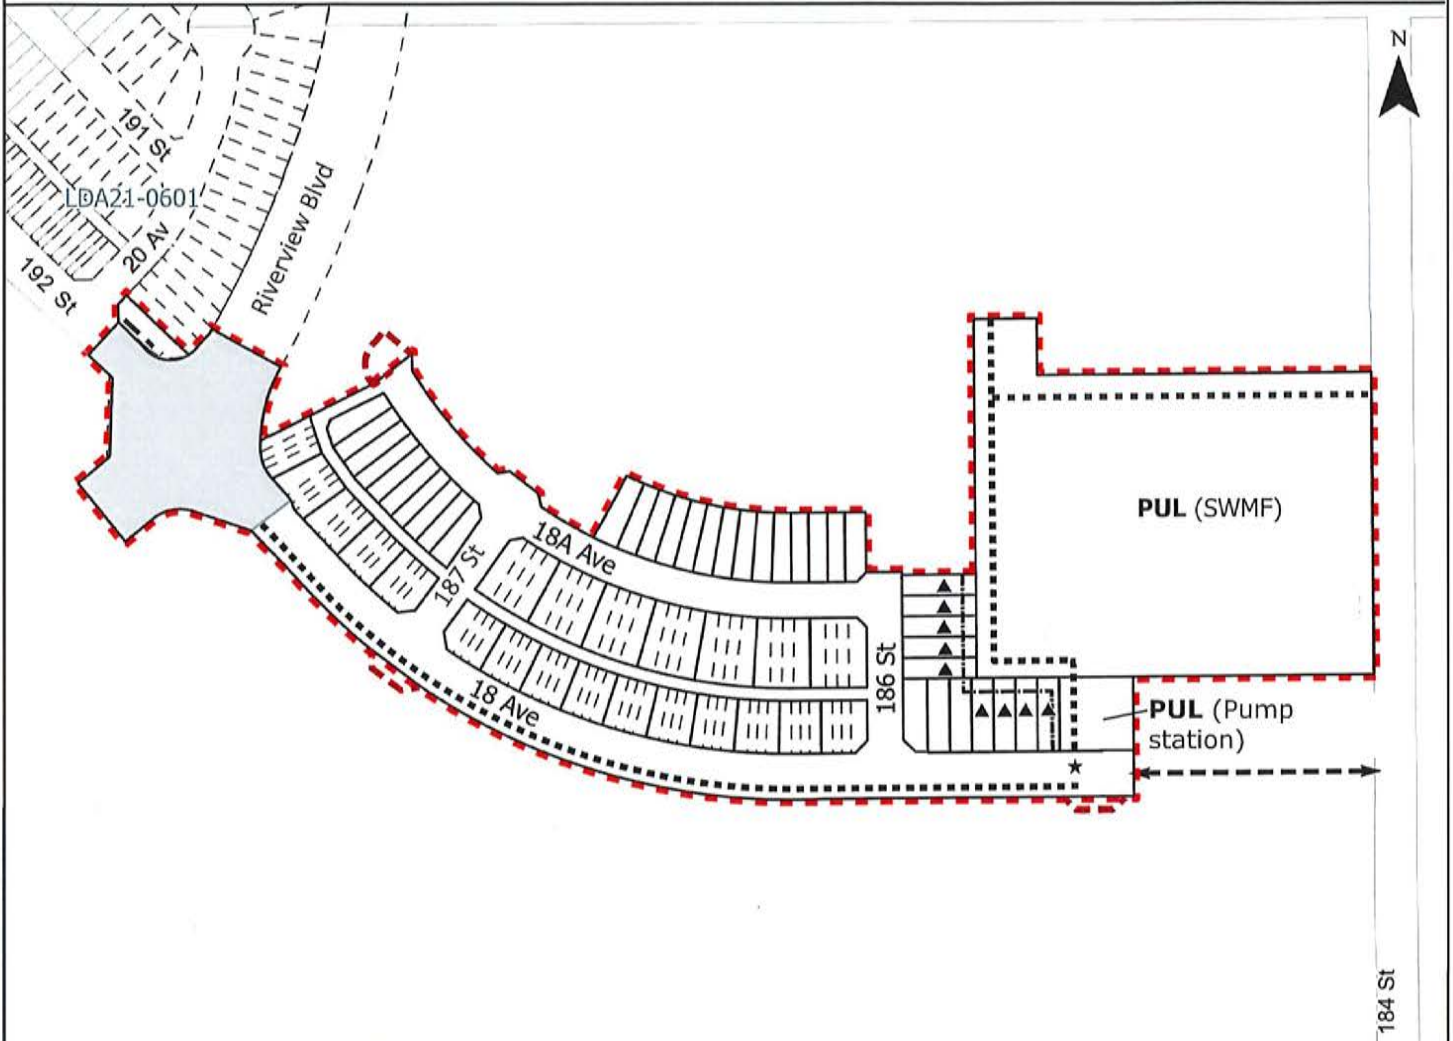 N
191 St
LDA21-0601
20 Av
192 St
Riverview Blvd
PUL (SWMF)
18A Ave
187 St
186 St
18 Ave
PUL (Pump
station)
184 St